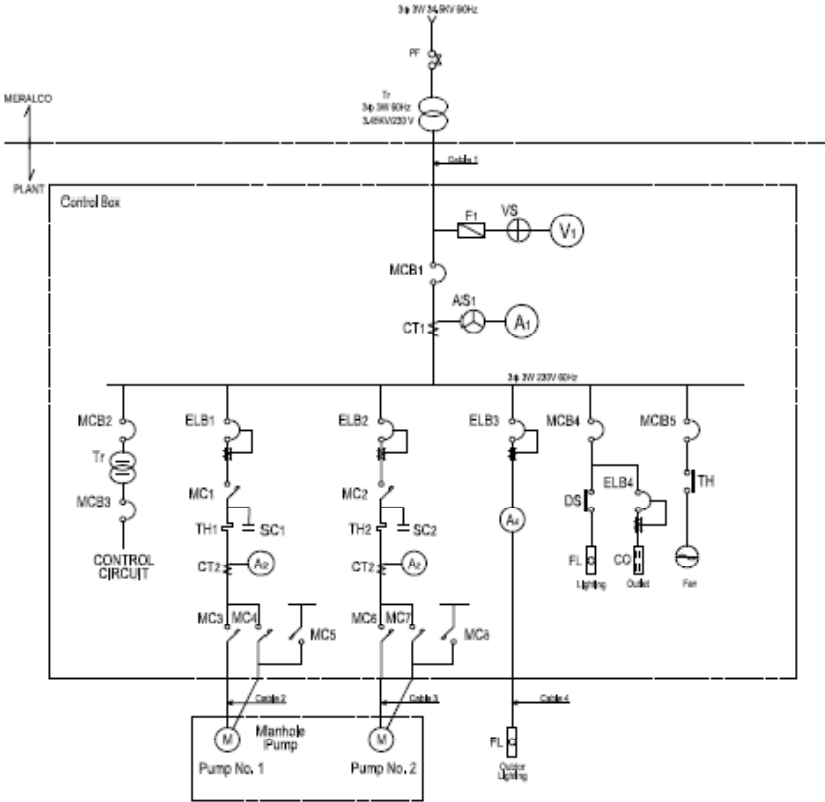 3φ 3W 34.5KV 60Hz
PF
Tr
3φ 3W 60Hz
3.45KV/230 V
MERALCO
PLANT
Cable 1
Control Box
F1
VS
V1
MCB1
AS1
CT1
A1
3φ 3W 230V 60Hz
MCB2
ELB1
ELB2
ELB3
MCB4
MCB5
Tr
MCB3
MC1
MC2
DS
ELB4
TH
TH1
SC1
TH2
SC2
A4
CONTROL
CIRCUIT
CT2
A2
CT2
A2
FL
CO
Lighting
Outlet
Fan
MC3
MC4
MC5
MC6
MC7
MC8
Cable 2
Cable 3
Cable 4
M
Manhole
Pump
M
FL
Pump No. 1
Pump No. 2
Outdor
Lighting